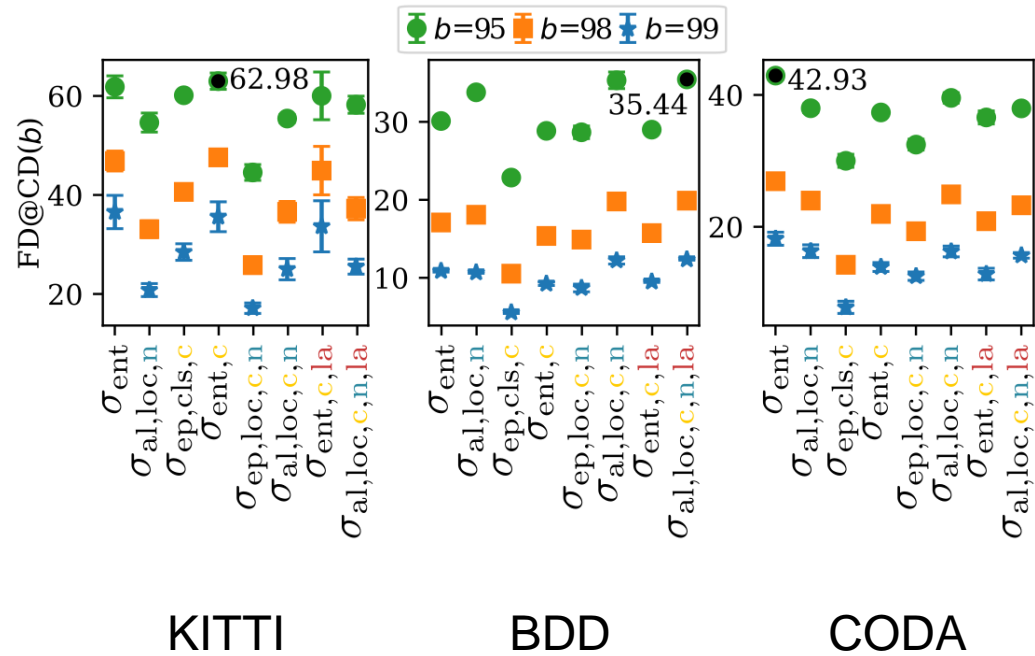 b=95 b=98 b=99
FD@CD(b)
60
40
20
62.98
σent
σal,loc,n
σep,cls,c
σent,c
σep,loc,c,n
σal,loc,c,n
σent,c,la
σal,loc,c,n,la
KITTI
30
20
10
35.44
σent
σal,loc,n
σep,cls,c
σent,c
σep,loc,c,n
σal,loc,c,n
σent,c,la
σal,loc,c,n,la
BDD
40
20
42.93
σent
σal,loc,n
σep,cls,c
σent,c
σep,loc,c,n
σal,loc,c,n
σent,c,la
σal,loc,c,n,la
CODA